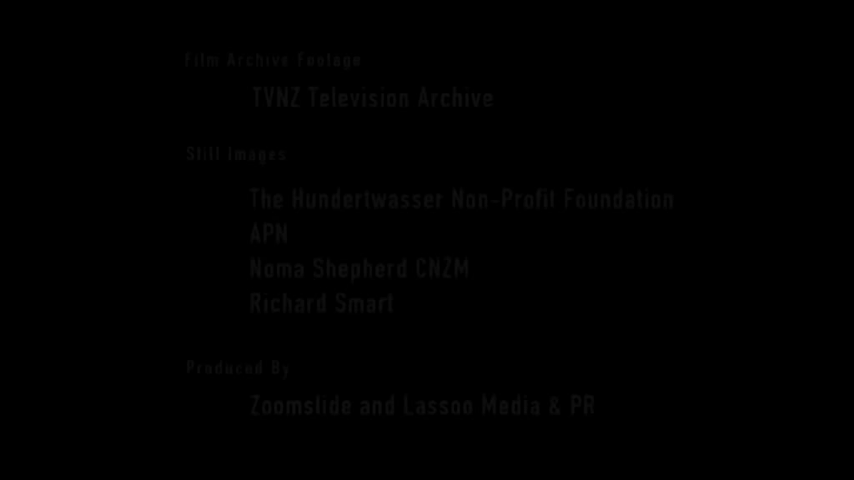 Film Archive Footage
TVNZ Television Archive
Still Images
The Hundertwasser Non-Profit Foundation
APN
Noma Shepherd CNZM
Richard Smart
Produced By
Zoomslide and Lassoo Media & PR